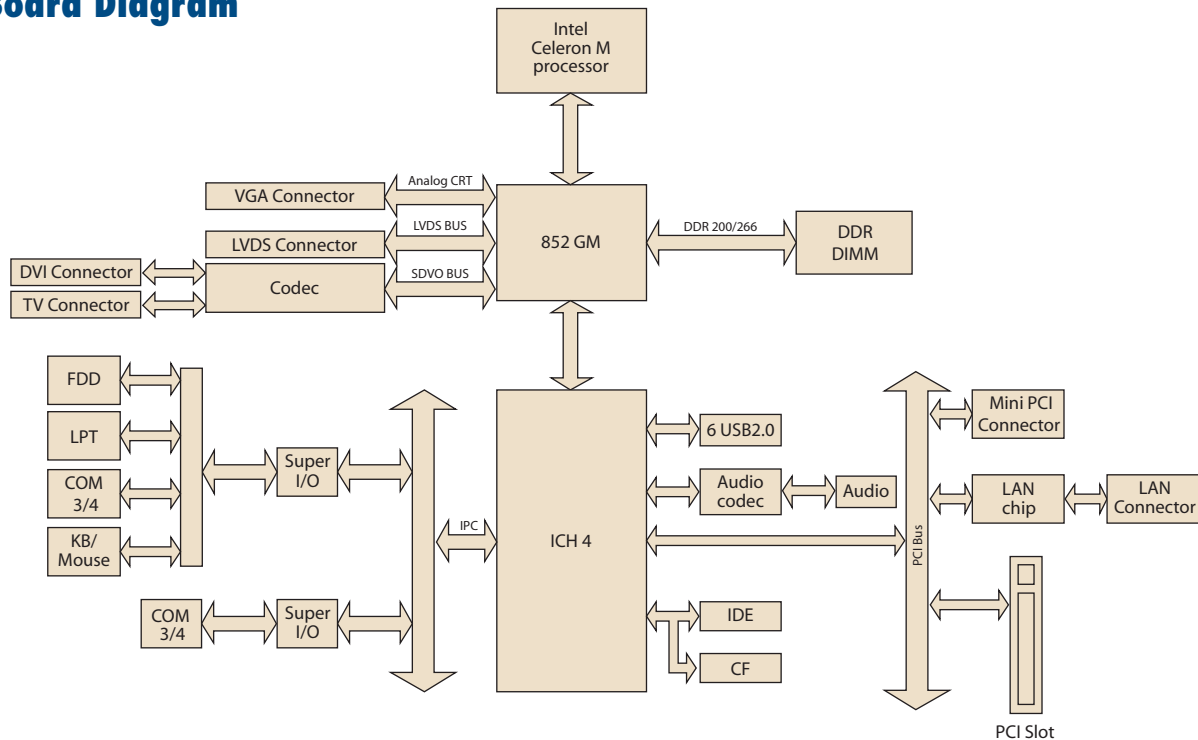 Board Diagram
Intel
Celeron M
processor
Analog CRT
VGA Connector
LVDS BUS
LVDS Connector
852 GM
DDR 200/266
DDR
DIMM
DVI Connector
SDVO BUS
Codec
TV Connector
FDD
LPT
COM
3/4
KB/
Mouse
Super
I/O
COM
3/4
Super
I/O
IPC
ICH 4
6 USB2.0
Audio
codec
Audio
IDE
CF
PCI Bus
Mini PCI
Connector
LAN
chip
LAN
Connector
PCI Slot